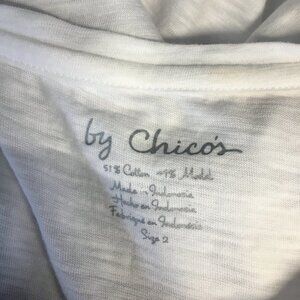 by Chico's
51% Cotton 49% Modal
Made in Indonesia
Hecho en Indonesia
Fabriqué en Indonésie
Size 2